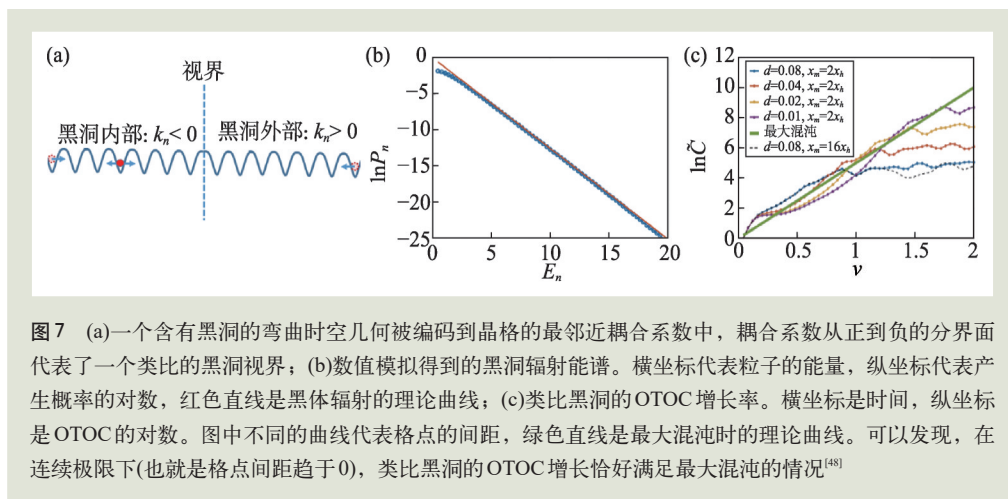 (a)
视界
黑洞内部: kₙ< 0
黑洞外部: kₙ> 0
(b)
0
−5
−10
−15
−20
−25
lnPₙ
0
5
10
15
20
Eₙ
(c)
12
10
8
6
4
2
0
lnC̃
d=0.08, xₘ=2xₕ
d=0.04, xₘ=2xₕ
d=0.02, xₘ=2xₕ
d=0.01, xₘ=2xₕ
最大混沌
d=0.08, xₘ=16xₕ
0
0.5
1
1.5
2
ν
图7 (a)一个含有黑洞的弯曲时空几何被编码到晶格的最邻近耦合系数中，耦合系数从正到负的分界面
代表了一个类比的黑洞视界；(b)数值模拟得到的黑洞辐射能谱。横坐标代表粒子的能量，纵坐标代表产
生概率的对数，红色直线是黑体辐射的理论曲线；(c)类比黑洞的OTOC增长率。横坐标是时间，纵坐标
是OTOC的对数。图中不同的曲线代表格点的间距，绿色直线是最大混沌时的理论曲线。可以发现，在
连续极限下(也就是格点间距趋于0)，类比黑洞的OTOC增长恰好满足最大混沌的情况[48]